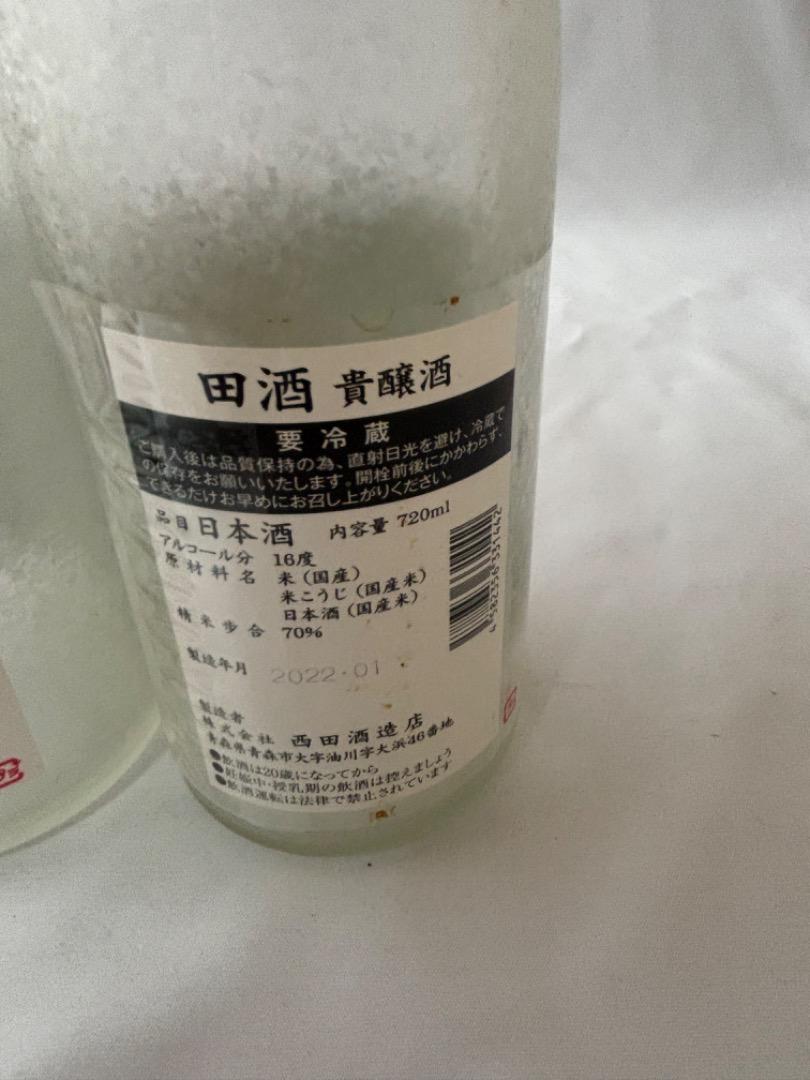 田酒 貴醸酒
要冷蔵
ご購入後は品質保持の為、直射日光を避け、冷蔵で
の保存をお願いいたします。開栓前後にかかわらず、
できるだけお早めにお召し上がりください。
品目 日本酒 内容量 720ml
アルコール分 16度
原材料名 米(国産)
米こうじ(国産米)
日本酒(国産米)
精米歩合 70%
製造年月 2022.01
製造者
株式会社 西田酒造店
青森県青森市大字油川字大浜46番地
●飲酒は20歳になってから
●妊娠中・授乳期の飲酒は控えましょう
●飲酒運転は法律で禁止されています
4582356331442